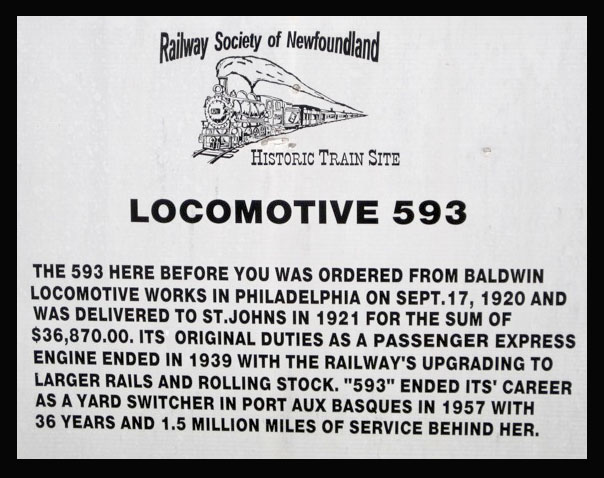 Railway Society of Newfoundland
HISTORIC TRAIN SITE
LOCOMOTIVE 593
THE 593 HERE BEFORE YOU WAS ORDERED FROM BALDWIN
LOCOMOTIVE WORKS IN PHILADELPHIA ON SEPT.17, 1920 AND
WAS DELIVERED TO ST.JOHNS IN 1921 FOR THE SUM OF
$36,870.00. ITS ORIGINAL DUTIES AS A PASSENGER EXPRESS
ENGINE ENDED IN 1939 WITH THE RAILWAY'S UPGRADING TO
LARGER RAILS AND ROLLING STOCK. "593" ENDED ITS' CAREER
AS A YARD SWITCHER IN PORT AUX BASQUES IN 1957 WITH
36 YEARS AND 1.5 MILLION MILES OF SERVICE BEHIND HER.